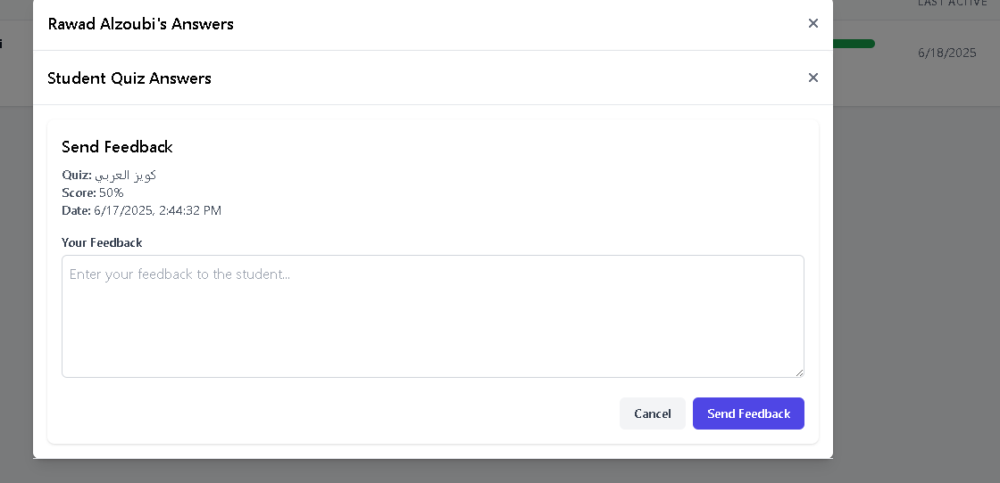 LAST ACTIVE
Rawad Alzoubi's Answers
i
6/18/2025
Student Quiz Answers
Send Feedback
Quiz: كويز العربي
Score: 50%
Date: 6/17/2025, 2:44:32 PM
Your Feedback
Enter your feedback to the student...
Cancel
Send Feedback